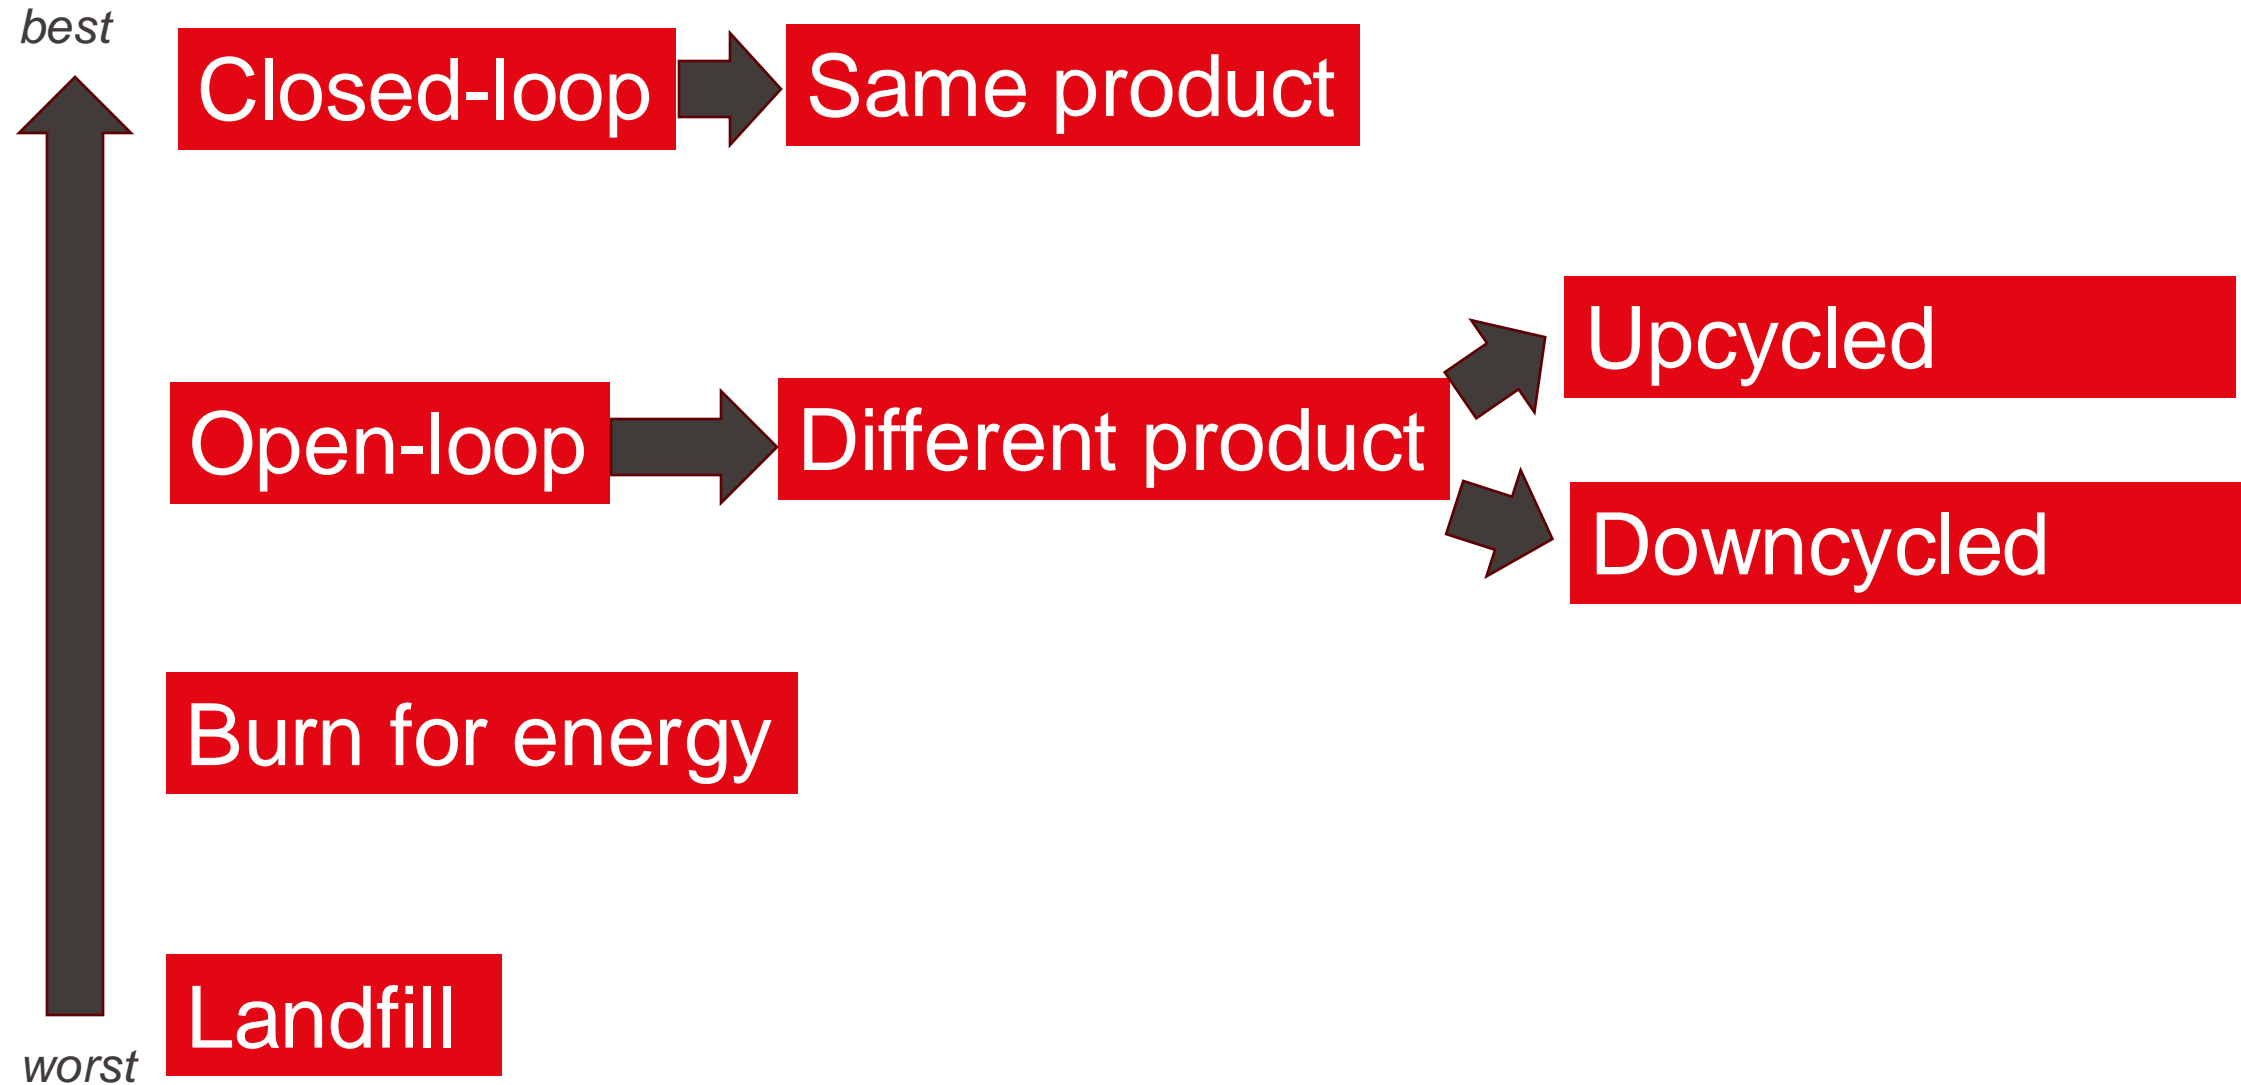 best
Closed-loop
Same product
Upcycled
Open-loop
Different product
Downcycled
Burn for energy
Landfill
worst